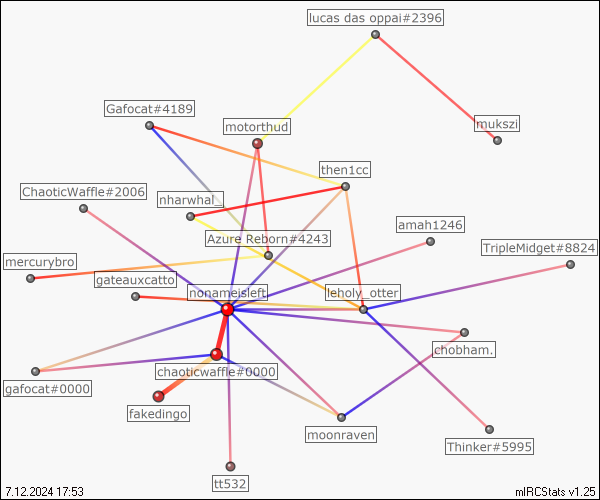 lucas das oppai#2396
Gafocat#4189
motorthud
mukszi
then1cc
ChaoticWaffle#2006
nharwhal_
amah1246
Azure Reborn#4243
TripleMidget#8824
mercurybro
gateauxcatto
nonameisleft
leholy_otter
chobham.
chaoticwaffle#0000
gafocat#0000
fakedingo
moonraven
Thinker#5995
tt532
7.12.2024 17:53
mIRCStats v1.25